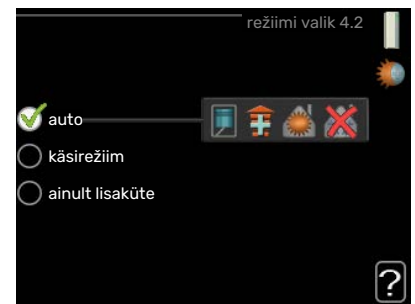 režiimi valik 4.2
auto
käsirežiim
ainult lisaküte
?